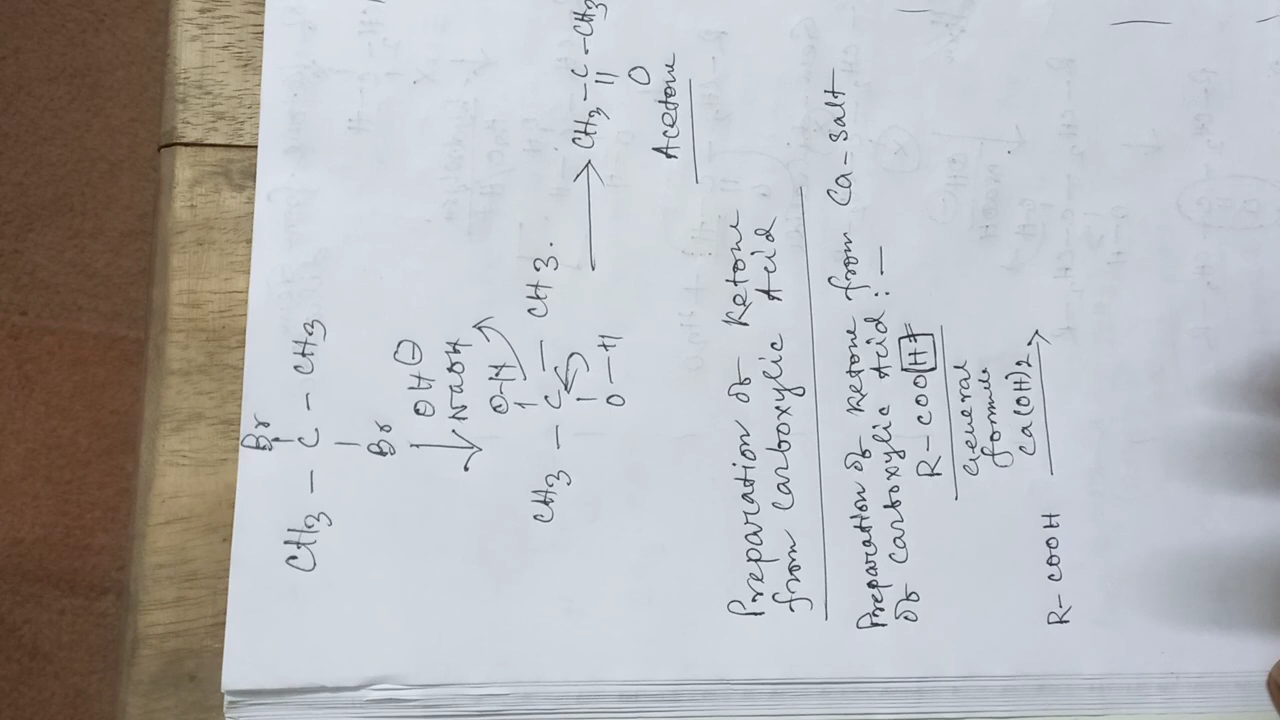 Br
CH3 - C - CH3
Br
OH ⊖
NaOH
O-H
CH3 - C - CH3.
O-H
CH3 - C - CH3
O
Acetone
Preparation of Ketone
from carboxylic Acid
Preparation of Ketone from Ca-salt
of carboxylic Acid :-
R-COOH
General
formula
R-COOH Ca(OH)2